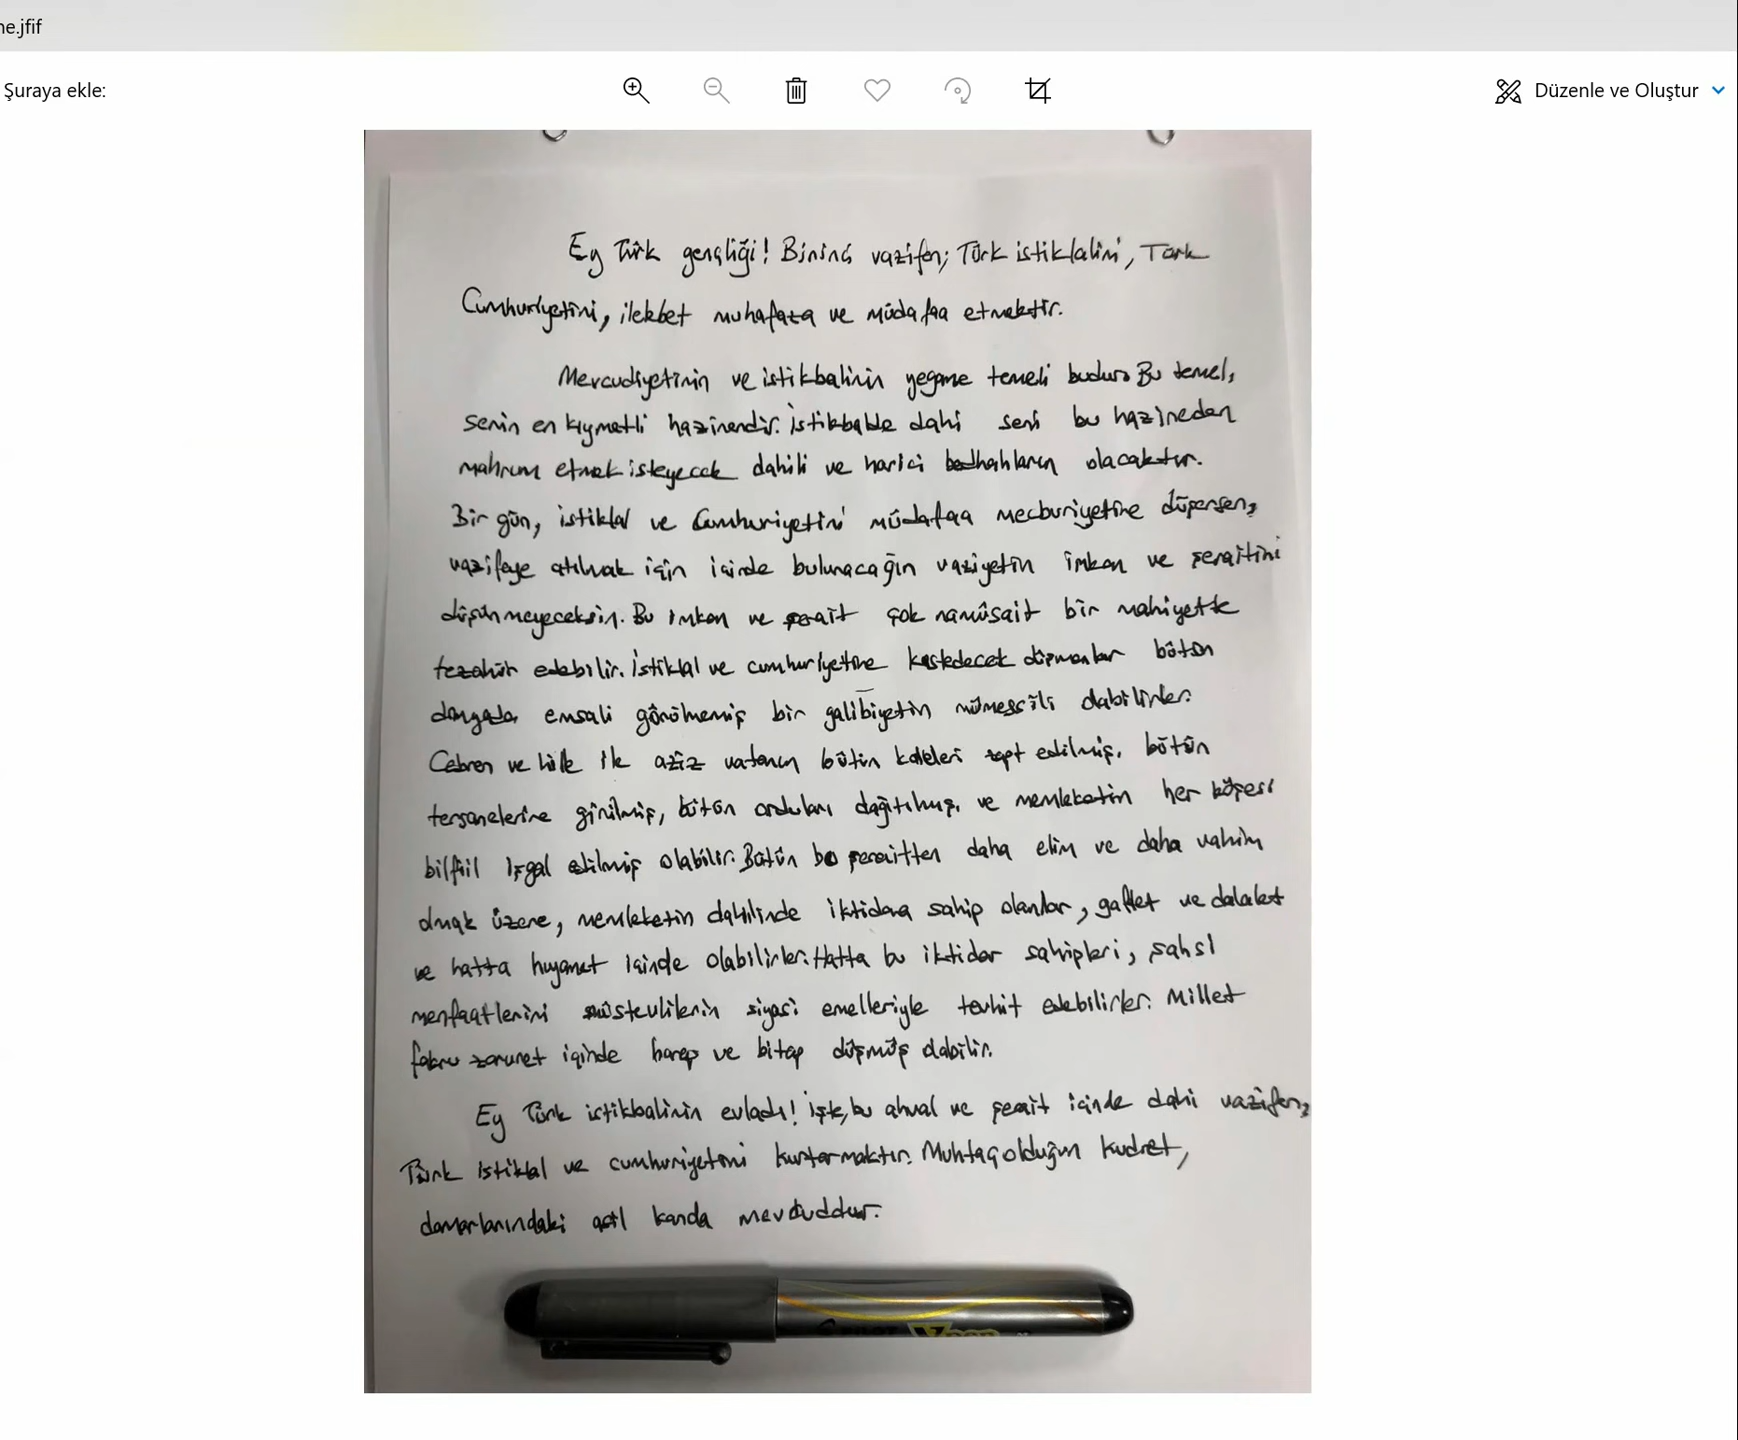 ne.jfif
Şuraya ekle:
Düzenle ve Oluştur
Ey Türk gençliği! Birinci vazifen; Türk istiklalini, Türk
Cumhuriyetini, ilelebet muhafaza ve müdafaa etmektir.
Mevcudiyetinin ve istikbalinin yegane temeli budur. Bu temel,
senin en kıymetli hazinendir. İstikbalde dahi seni bu hazineden
mahrum etmek isteyecek dahili ve harici bedhahların olacaktır.
Bir gün, istiklal ve Cumhuriyetini müdafaa mecburiyetine düşersen,
vazifeye atılmak için içinde bulunacağın vaziyetin imkan ve şeraitini
düşünmeyeceksin. Bu imkan ve şerait çok namüsait bir mahiyette
tezahür edebilir. İstiklal ve cumhuriyetine kastedecek düşmanlar bütün
dünyada emsali görülmemiş bir galibiyetin mümessili olabilirler.
Cebren ve hile ile aziz vatanın bütün kaleleri zapt edilmiş, bütün
tersanelerine girilmiş, bütün orduları dağıtılmış, ve memleketin her köşesi
bilfiil işgal edilmiş olabilir. Bütün bu şeraitten daha elim ve daha vahim
olmak üzere, memleketin dahilinde iktidara sahip olanlar, gaflet ve dalalet
ve hatta hıyanet içinde olabilirler. Hatta bu iktidar sahipleri, şahsi
menfaatlerini müstevlilerin siyasi emelleriyle tevhit edebilirler. Millet
fakru zaruret içinde harap ve bitap düşmüş olabilir.
Ey Türk istikbalinin evladı! İşte, bu ahval ve şerait içinde dahi vazifen,
Türk istiklal ve cumhuriyetini kurtarmaktır. Muhtaç olduğun kudret,
damarlarındaki asil kanda mevcuddur.
PILOT